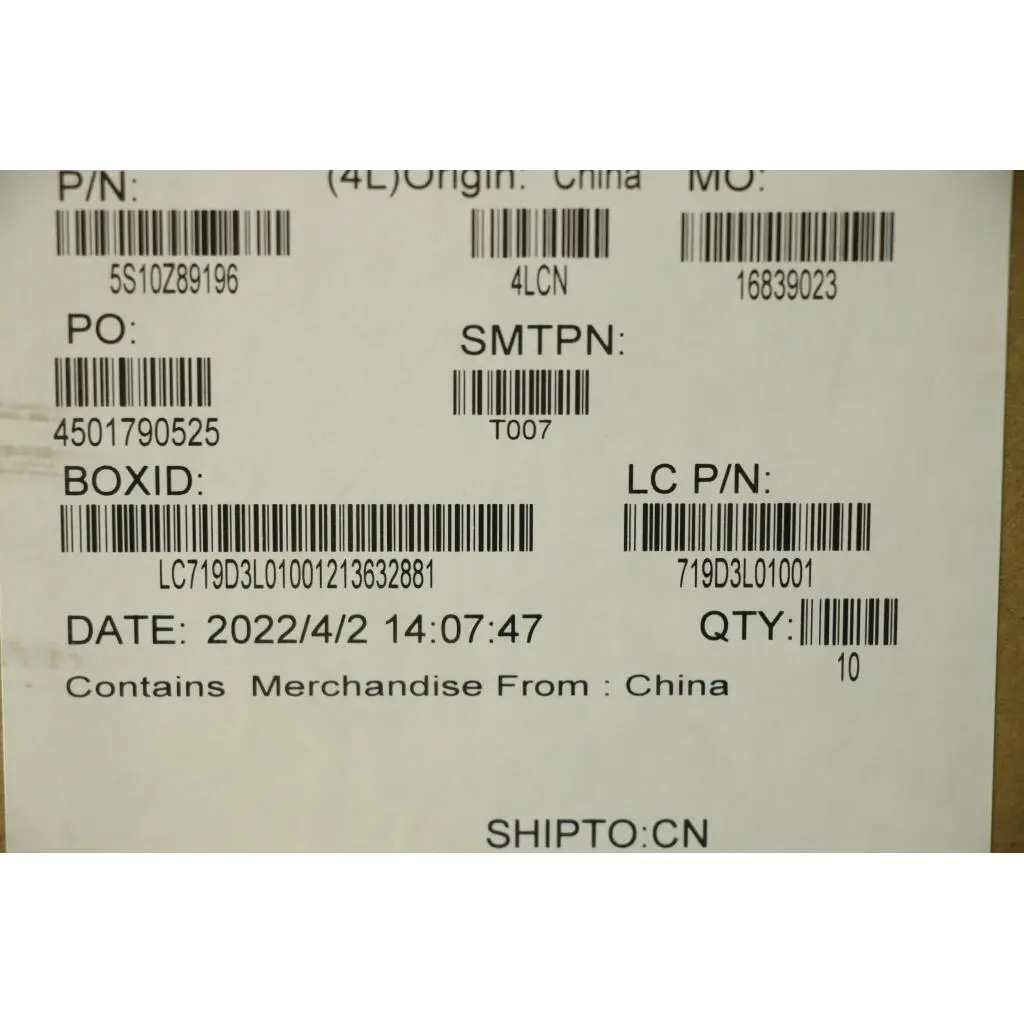 P/N: (4L)Origin: China MO:
5S10Z89196 4LCN 16839023
PO: SMTPN:
4501790525 T007
BOXID: LC P/N:
LC719D3L01001213632881 719D3L01001
DATE: 2022/4/2 14:07:47 QTY:
10
Contains Merchandise From : China
SHIPTO:CN